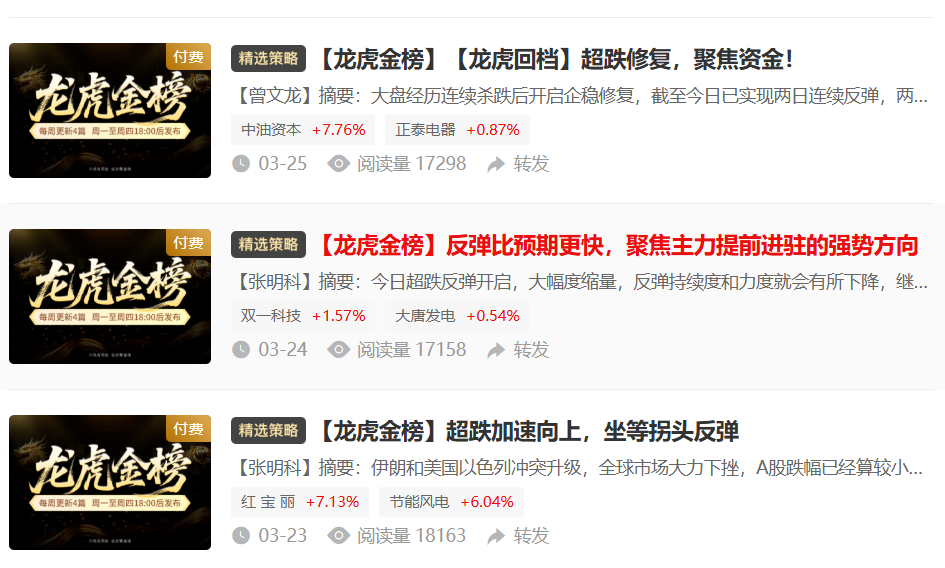 付费
龙虎金榜
每周更新4篇 周一至周四18:00后发布
精选策略 【龙虎金榜】【龙虎回档】超跌修复，聚焦资金！
【曾文龙】摘要：大盘经历连续杀跌后开启企稳修复，截至今日已实现两日连续反弹，两...
中油资本 +7.76% 正泰电器 +0.87%
03-25 阅读量 17298 转发
付费
龙虎金榜
每周更新4篇 周一至周四18:00后发布
精选策略 【龙虎金榜】反弹比预期更快，聚焦主力提前进驻的强势方向
【张明科】摘要：今日超跌反弹开启，大幅度缩量，反弹持续度和力度就会有所下降，继...
双一科技 +1.57% 大唐发电 +0.54%
03-24 阅读量 17158 转发
付费
龙虎金榜
每周更新4篇 周一至周四18:00后发布
精选策略 【龙虎金榜】超跌加速向上，坐等拐头反弹
【张明科】摘要：伊朗和美国以色列冲突升级，全球市场大力下挫，A股跌幅已经算较小...
红 宝 丽 +7.13% 节能风电 +6.04%
03-23 阅读量 18163 转发